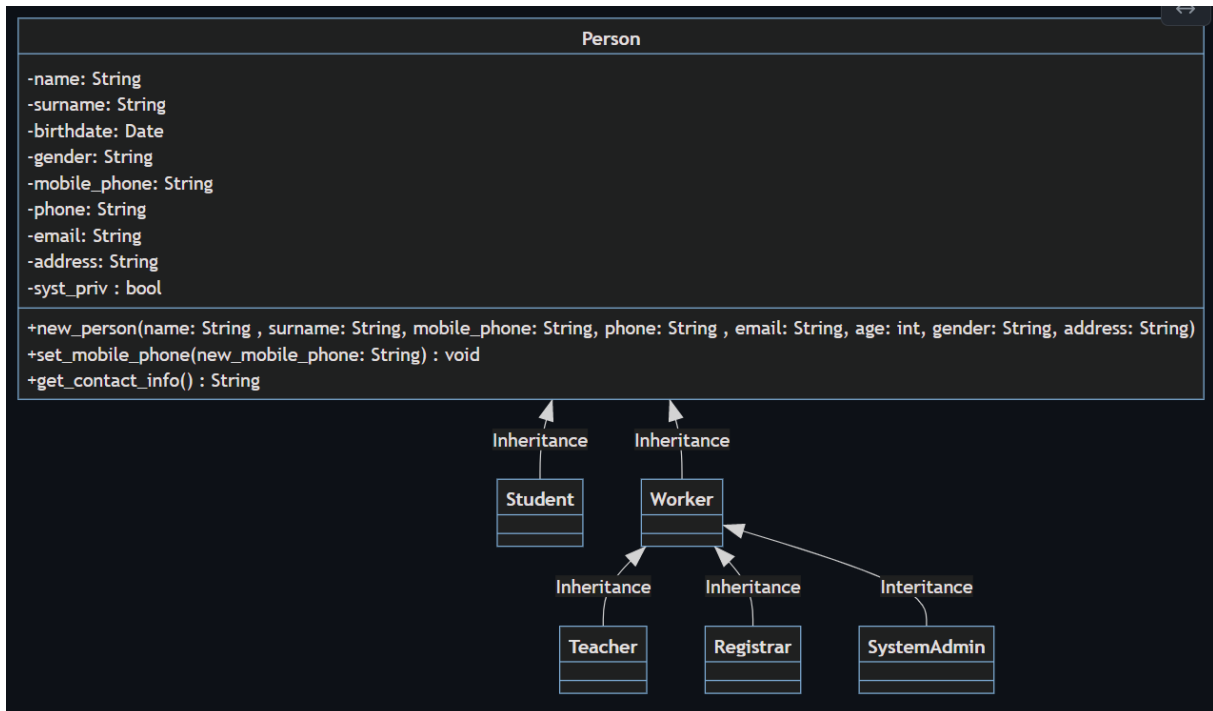 Person
-name: String
-surname: String
-birthdate: Date
-gender: String
-mobile_phone: String
-phone: String
-email: String
-address: String
-syst_priv : bool
+new_person(name: String , surname: String, mobile_phone: String, phone: String , email: String, age: int, gender: String, address: String)
+set_mobile_phone(new_mobile_phone: String) : void
+get_contact_info() : String
Inheritance Inheritance
Student Worker
Inheritance Inheritance Interitance
Teacher Registrar SystemAdmin